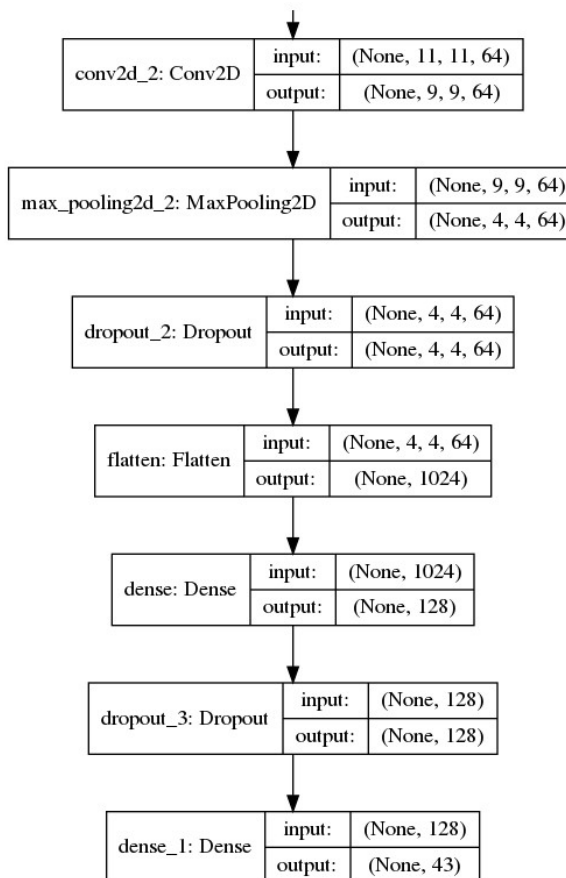 conv2d_2: Conv2D
input:
(None, 11, 11, 64)
output:
(None, 9, 9, 64)
max_pooling2d_2: MaxPooling2D
input:
(None, 9, 9, 64)
output:
(None, 4, 4, 64)
dropout_2: Dropout
input:
(None, 4, 4, 64)
output:
(None, 4, 4, 64)
flatten: Flatten
input:
(None, 4, 4, 64)
output:
(None, 1024)
dense: Dense
input:
(None, 1024)
output:
(None, 128)
dropout_3: Dropout
input:
(None, 128)
output:
(None, 128)
dense_1: Dense
input:
(None, 128)
output:
(None, 43)